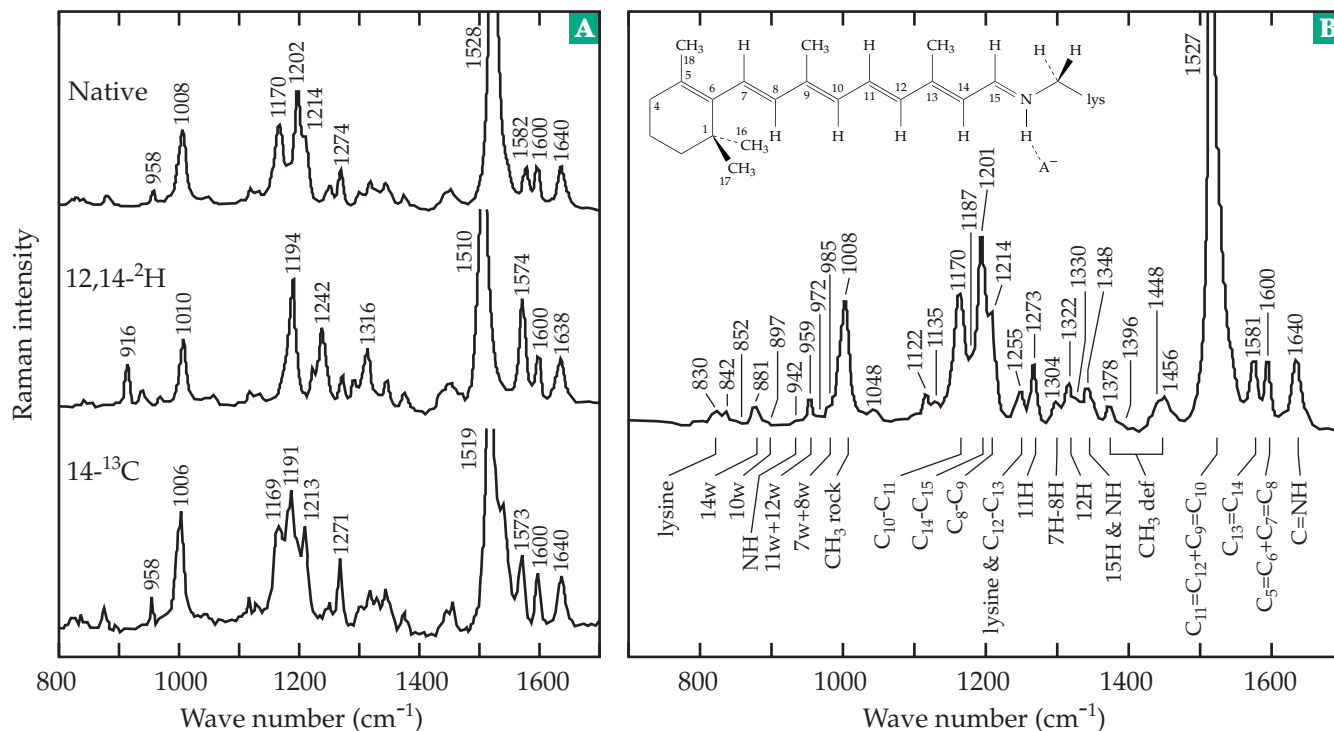 A
Raman intensity
Native
958
1008
1170
1202
1214
1274
1528
1582
1600
1640
12,14-²H
916
1010
1194
1242
1316
1510
1574
1600
1638
14-¹³C
958
1006
1169
1191
1213
1271
1519
1573
1600
1640
800 1000 1200 1400 1600
Wave number (cm⁻¹)
B
CH₃ H CH₃ H H CH₃ H H H
18 5 6 7 8 9 10 11 12 13 14 15 N lys
4 1 16 CH₃ H H H H H
CH₃ A⁻
17
830
842
852
881
897
942
959
972
985
1008
1048
1122
1135
1170
1187
1201
1214
1255
1273
1304
1322
1330
1348
1378
1396
1448
1456
1527
1581
1600
1640
lysine
14w
10w
NH
11w+12w
7w+8w
CH₃ rock
C₁₀-C₁₁
C₁₄-C₁₅
C₈-C₉
lysine & C₁₂-C₁₃
11H
7H-8H
12H
15H & NH
CH₃ def
C₁₁=C₁₂+C₉=C₁₀
C₁₃=C₁₄
C₅=C₆+C₇=C₈
C=NH
800 1000 1200 1400 1600
Wave number (cm⁻¹)